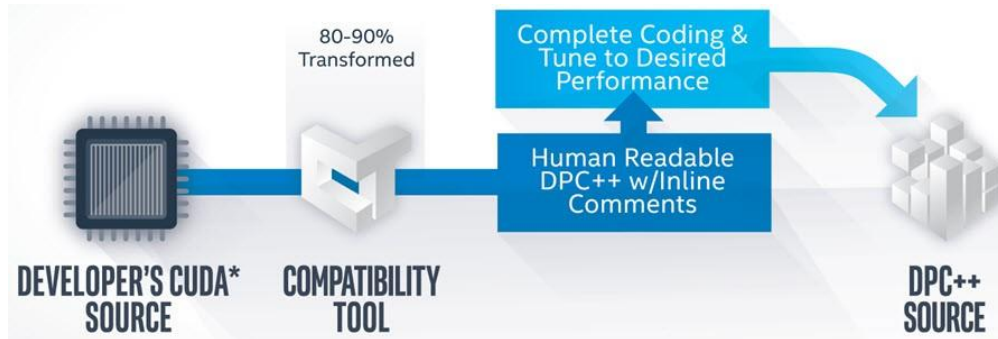 80-90%
Transformed
Complete Coding &
Tune to Desired
Performance
Human Readable
DPC++ w/Inline
Comments
DEVELOPER'S CUDA*
SOURCE
COMPATIBILITY
TOOL
DPC++
SOURCE